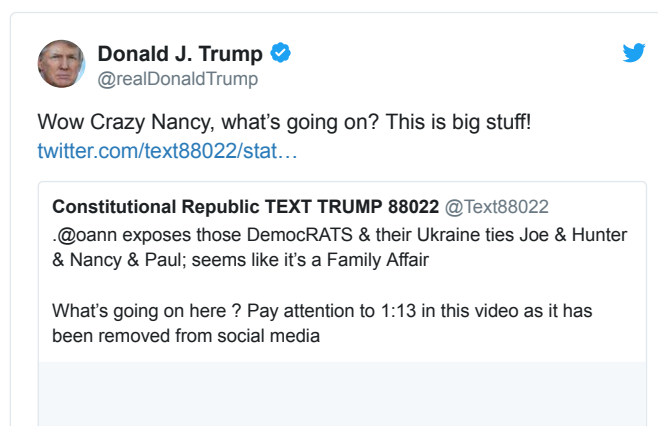 Donald J. Trump
@realDonaldTrump
Wow Crazy Nancy, what’s going on? This is big stuff!
twitter.com/text88022/stat…
Constitutional Republic TEXT TRUMP 88022 @Text88022
.@oann exposes those DemocRATS & their Ukraine ties Joe & Hunter
& Nancy & Paul; seems like it’s a Family Affair
What’s going on here ? Pay attention to 1:13 in this video as it has
been removed from social media